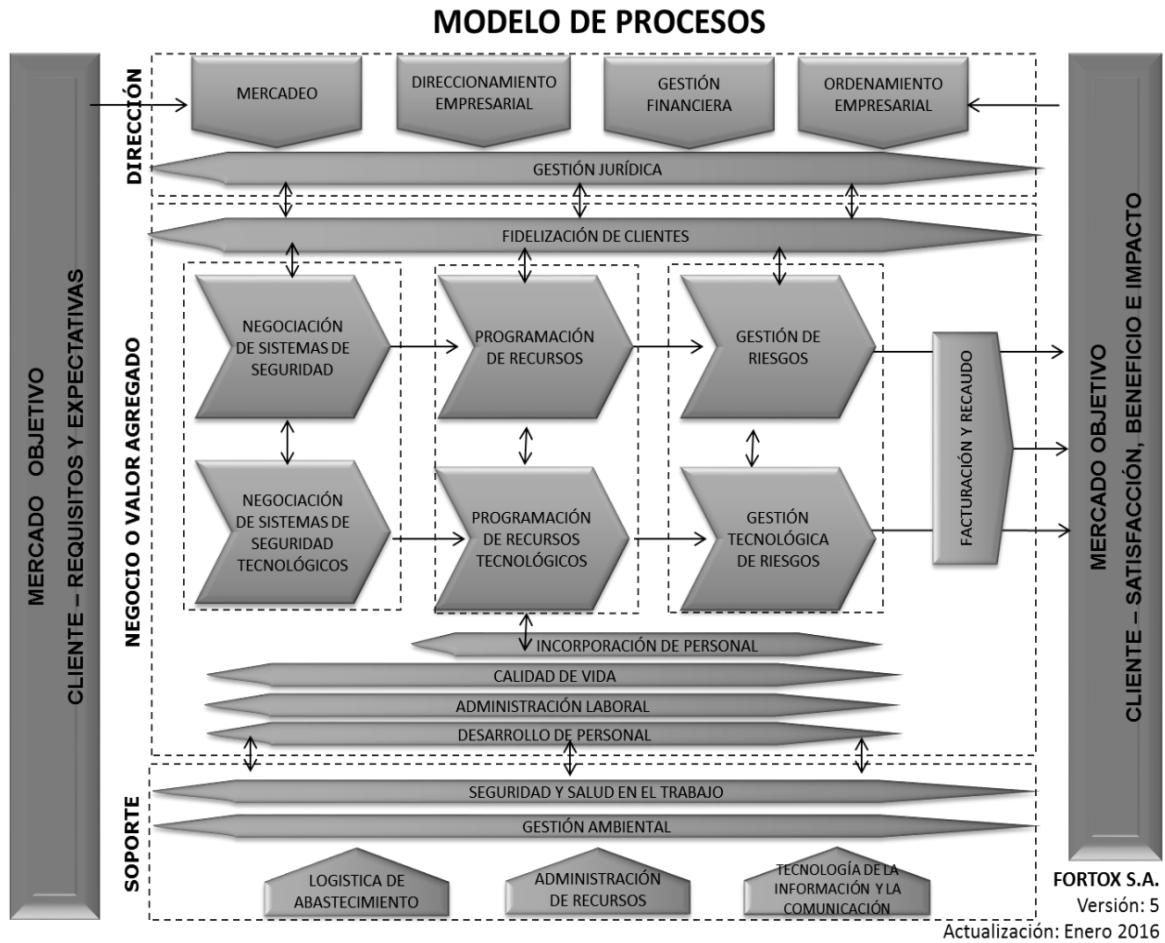 MODELO DE PROCESOS
MERCADO OBJETIVO
CLIENTE – REQUISITOS Y EXPECTATIVAS
DIRECCIÓN
MERCADEO
DIRECCIONAMIENTO
EMPRESARIAL
GESTIÓN
FINANCIERA
ORDENAMIENTO
EMPRESARIAL
GESTIÓN JURÍDICA
NEGOCIO O VALOR AGREGADO
FIDELIZACIÓN DE CLIENTES
NEGOCIACIÓN
DE SISTEMAS DE
SEGURIDAD
PROGRAMACIÓN
DE RECURSOS
GESTIÓN DE
RIESGOS
NEGOCIACIÓN
DE SISTEMAS DE
SEGURIDAD
TECNOLÓGICOS
PROGRAMACIÓN
DE RECURSOS
TECNOLÓGICOS
GESTIÓN
TECNOLÓGICA
DE RIESGOS
FACTURACIÓN Y RECAUDO
INCORPORACIÓN DE PERSONAL
CALIDAD DE VIDA
ADMINISTRACIÓN LABORAL
DESARROLLO DE PERSONAL
SOPORTE
SEGURIDAD Y SALUD EN EL TRABAJO
GESTIÓN AMBIENTAL
LOGISTICA DE
ABASTECIMIENTO
ADMINISTRACIÓN
DE RECURSOS
TECNOLOGÍA DE LA
INFORMACIÓN Y LA
COMUNICACIÓN
MERCADO OBJETIVO
CLIENTE – SATISFACCIÓN, BENEFICIO E IMPACTO
FORTOX S.A.
Versión: 5
Actualización: Enero 2016